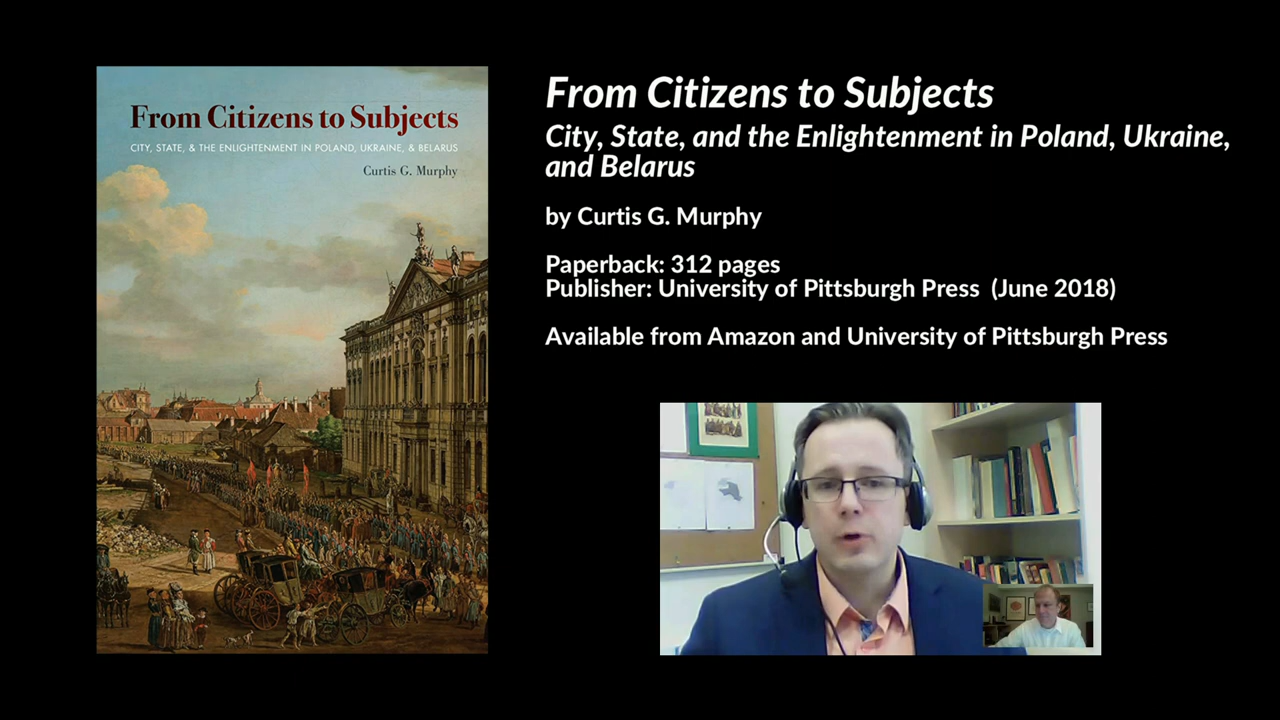 From Citizens to Subjects
CITY, STATE, & THE ENLIGHTENMENT IN POLAND, UKRAINE, & BELARUS
Curtis G. Murphy
From Citizens to Subjects
City, State, and the Enlightenment in Poland, Ukraine,
and Belarus
by Curtis G. Murphy
Paperback: 312 pages
Publisher: University of Pittsburgh Press (June 2018)
Available from Amazon and University of Pittsburgh Press